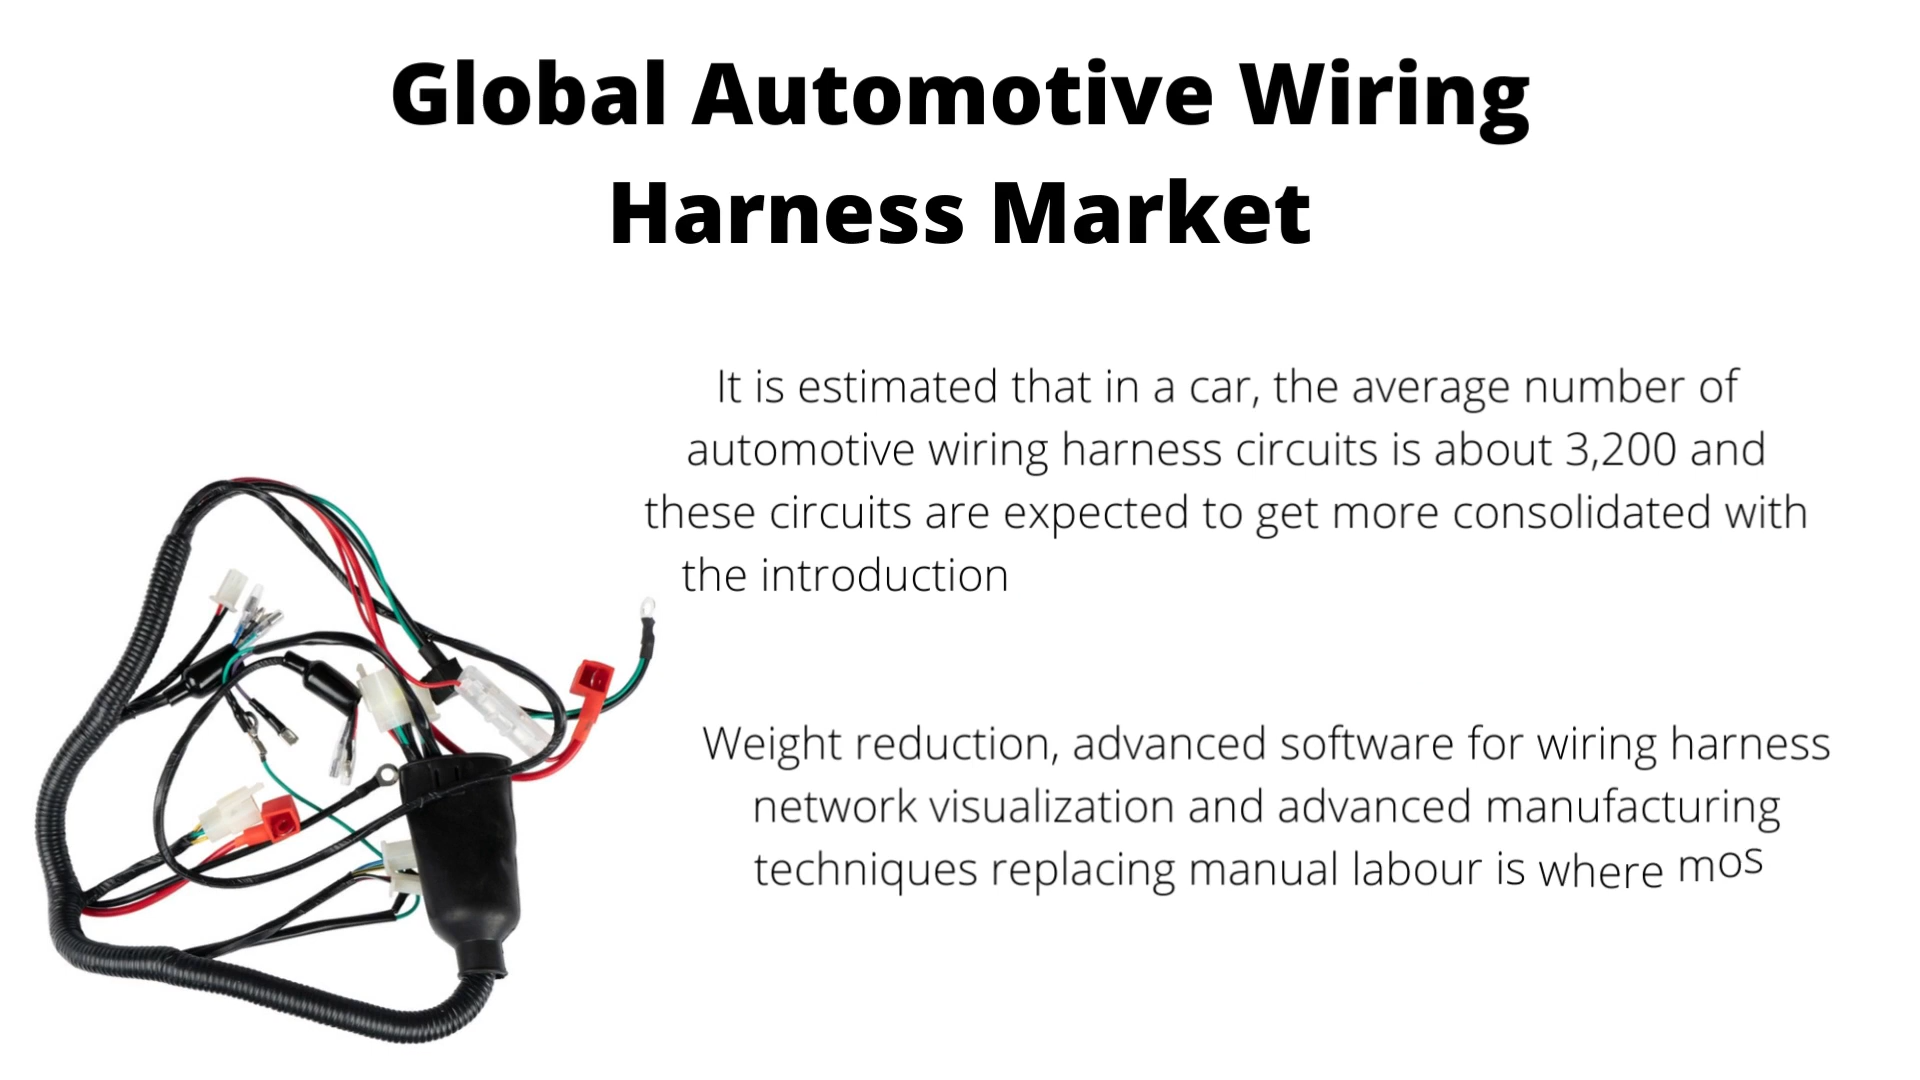 Global Automotive Wiring
Harness Market
It is estimated that in a car, the average number of
automotive wiring harness circuits is about 3,200 and
these circuits are expected to get more consolidated with
the introduction
Weight reduction, advanced software for wiring harness
network visualization and advanced manufacturing
techniques replacing manual labour is where mos